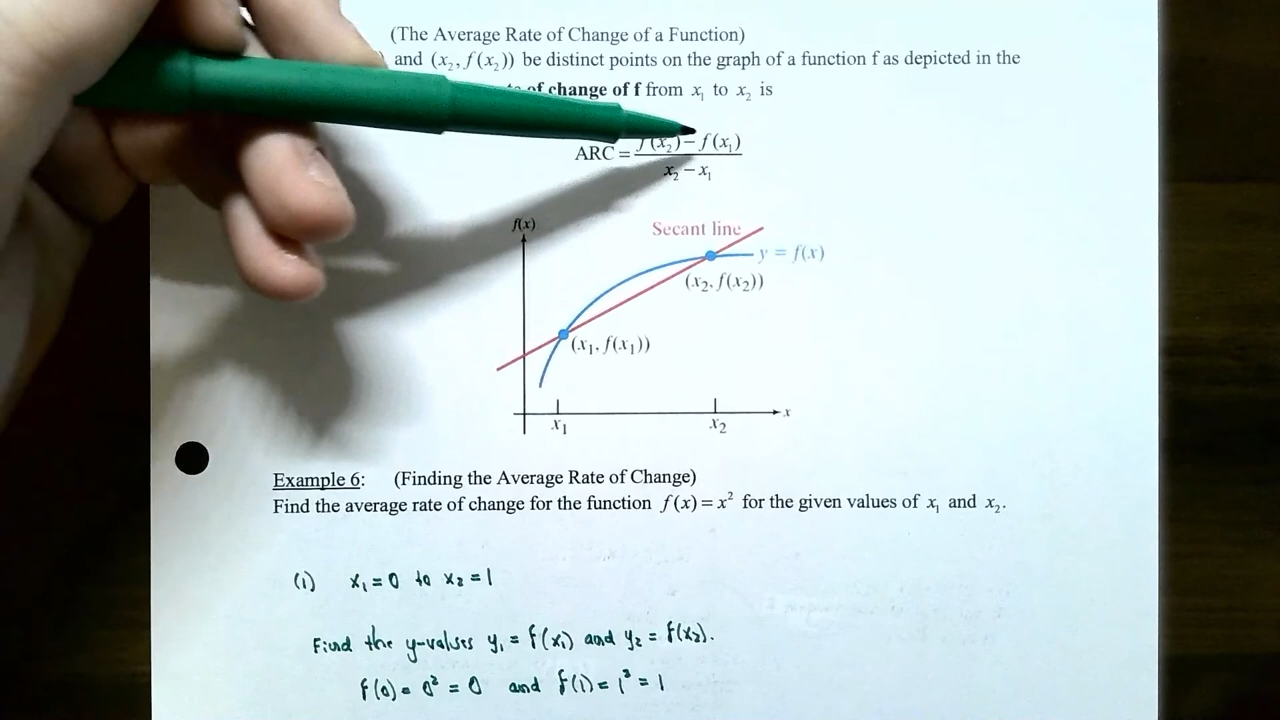 (The Average Rate of Change of a Function)
and (x₂, f(x₂)) be distinct points on the graph of a function f as depicted in the
of change of f from x₁ to x₂ is
ARC = f(x₂) − f(x₁)
x₂ − x₁
f(x)
Secant line
y = f(x)
(x₂, f(x₂))
(x₁, f(x₁))
x
x₁ x₂
Example 6: (Finding the Average Rate of Change)
Find the average rate of change for the function f(x) = x² for the given values of x₁ and x₂.
(1) x₁ = 0 to x₂ = 1
Find the y-values y₁ = f(x₁) and y₂ = f(x₂).
f(0) = 0² = 0 and f(1) = 1² = 1